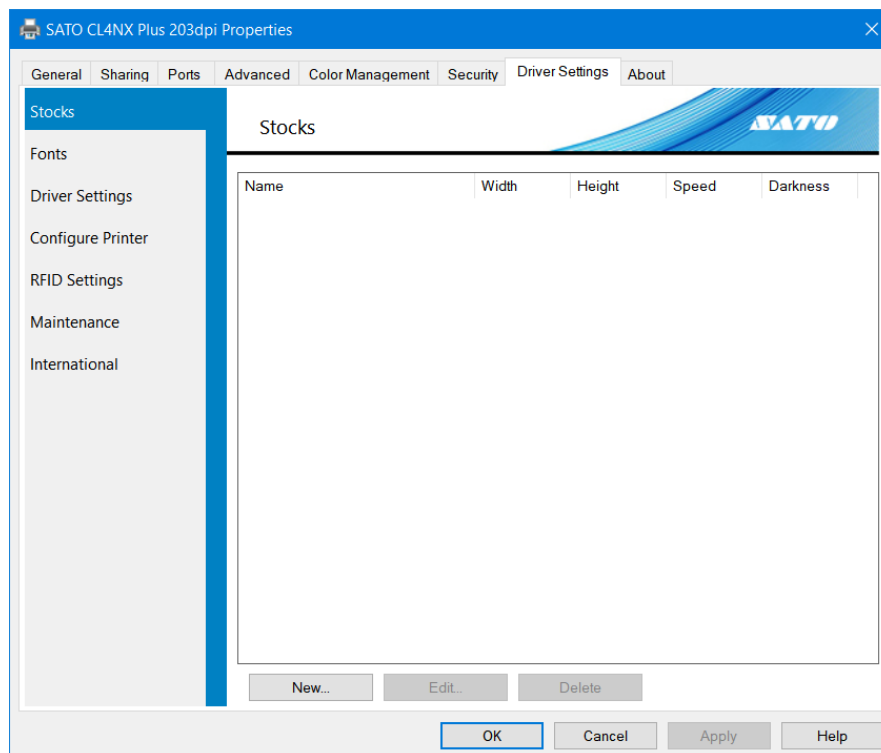 SATO CL4NX Plus 203dpi Properties
General Sharing Ports Advanced Color Management Security Driver Settings About
Stocks
Fonts
Driver Settings
Configure Printer
RFID Settings
Maintenance
International
Stocks SATO
Name Width Height Speed Darkness
New... Edit... Delete
OK Cancel Apply Help